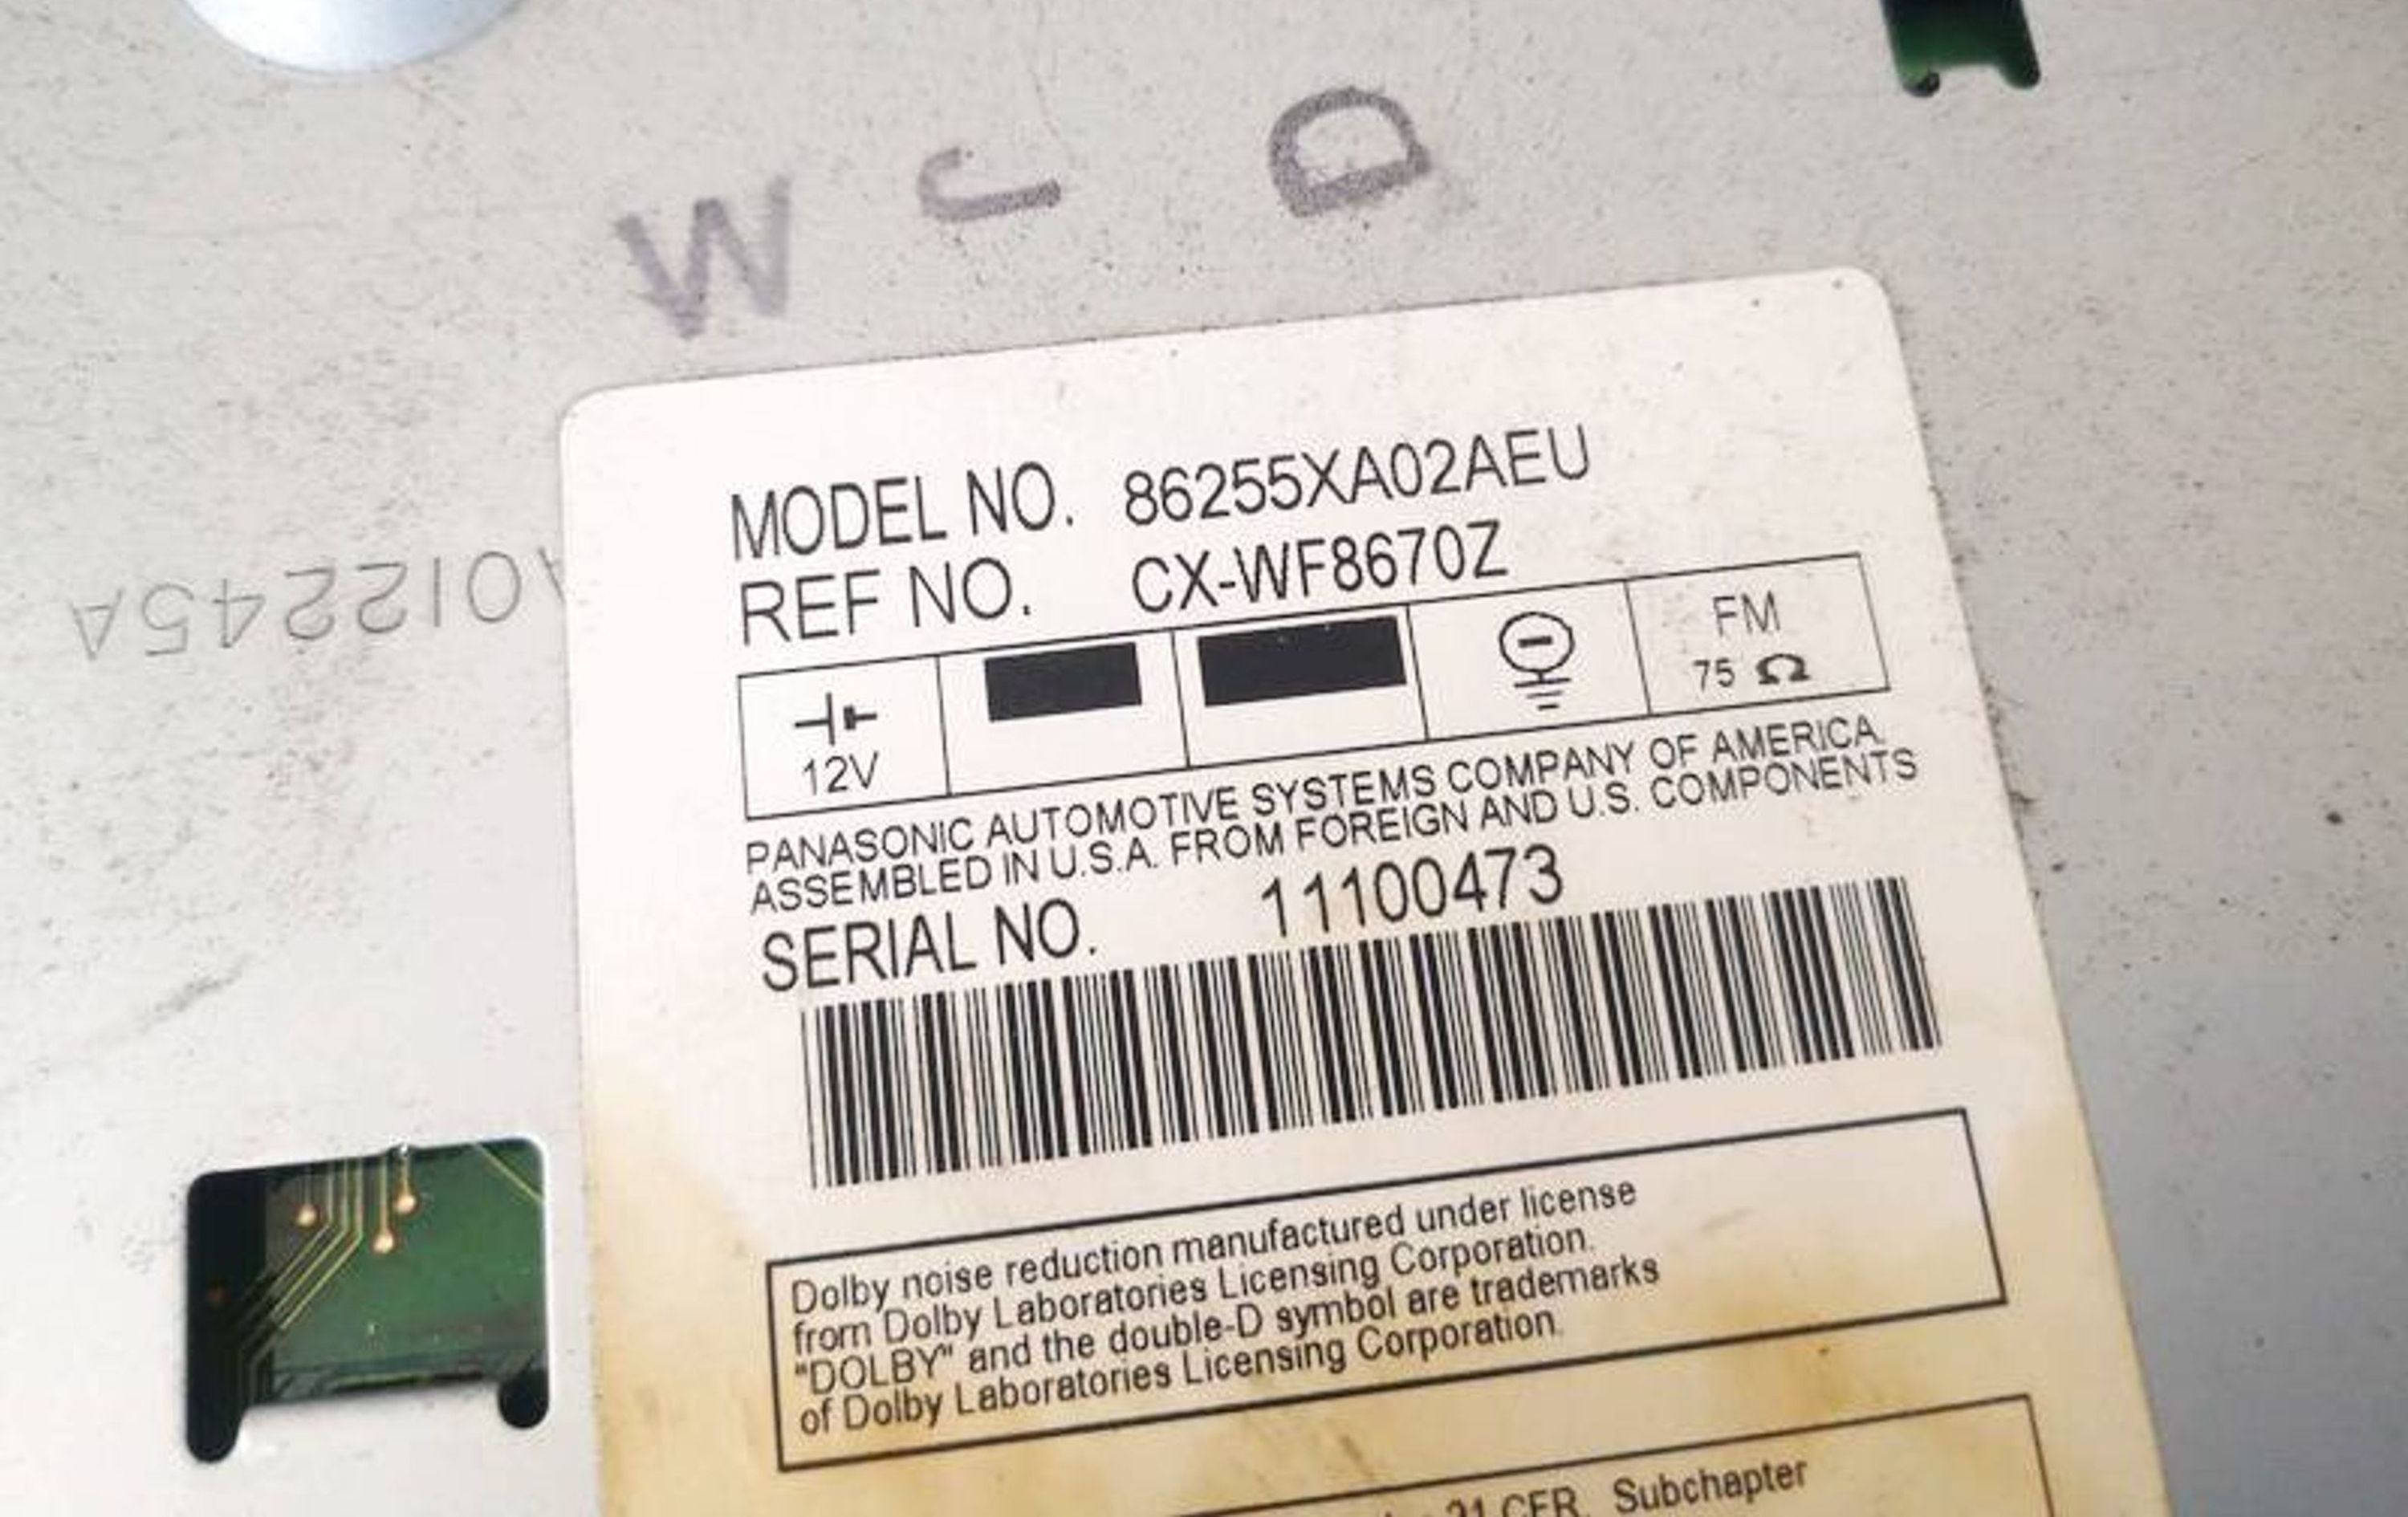 W
MODEL NO. 86255XA02AEU
REF NO. CX-WF8670Z
12V
FM
75 Ω
PANASONIC AUTOMOTIVE SYSTEMS COMPANY OF AMERICA
ASSEMBLED IN U.S.A. FROM FOREIGN AND U.S. COMPONENTS
SERIAL NO. 11100473
Dolby noise reduction manufactured under license
from Dolby Laboratories Licensing Corporation.
"DOLBY" and the double-D symbol are trademarks
of Dolby Laboratories Licensing Corporation.
21 CFR, Subchapter
012245A